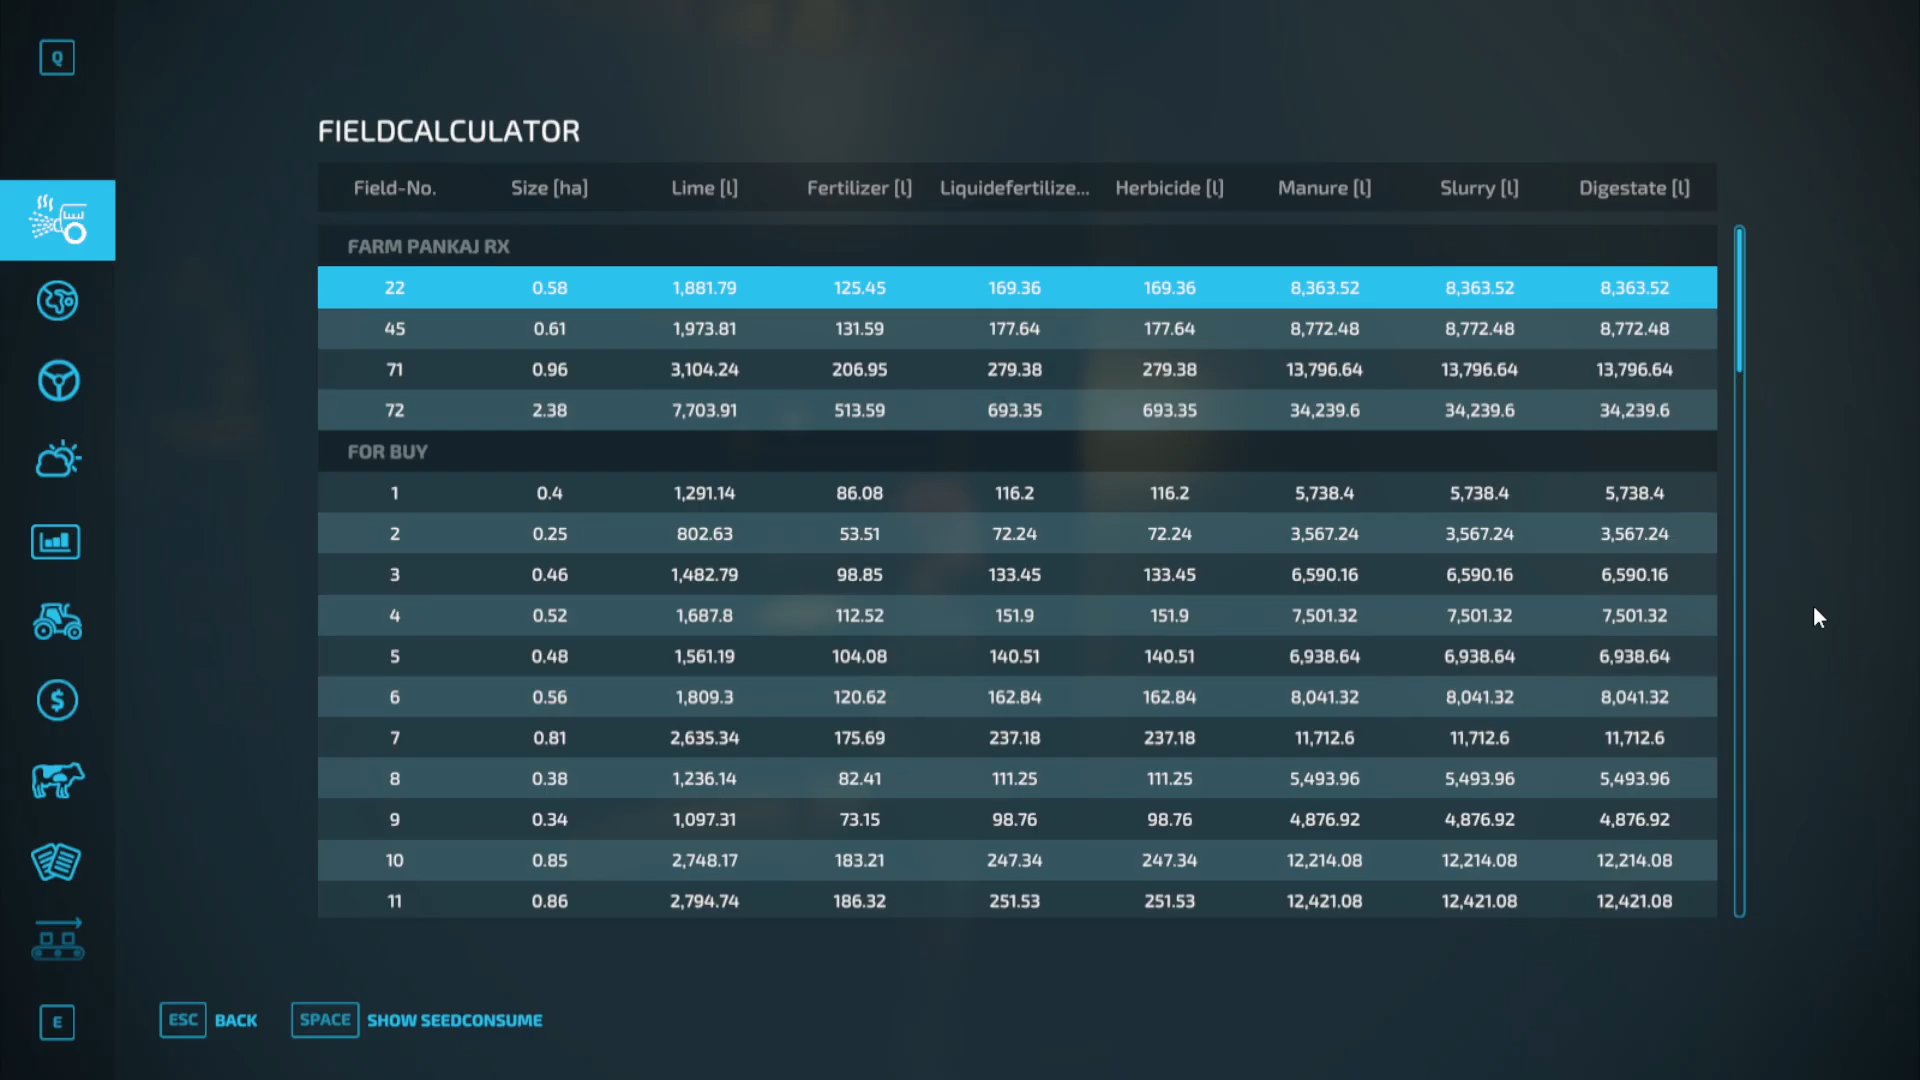 Q
FIELDCALCULATOR
Field-No. Size [ha] Lime [l] Fertilizer [l] Liquidefertilize... Herbicide [l] Manure [l] Slurry [l] Digestate [l]
FARM PANKAJ RX
22 0.58 1,881.79 125.45 169.36 169.36 8,363.52 8,363.52 8,363.52
45 0.61 1,973.81 131.59 177.64 177.64 8,772.48 8,772.48 8,772.48
71 0.96 3,104.24 206.95 279.38 279.38 13,796.64 13,796.64 13,796.64
72 2.38 7,703.91 513.59 693.35 693.35 34,239.6 34,239.6 34,239.6
FOR BUY
1 0.4 1,291.14 86.08 116.2 116.2 5,738.4 5,738.4 5,738.4
2 0.25 802.63 53.51 72.24 72.24 3,567.24 3,567.24 3,567.24
3 0.46 1,482.79 98.85 133.45 133.45 6,590.16 6,590.16 6,590.16
4 0.52 1,687.8 112.52 151.9 151.9 7,501.32 7,501.32 7,501.32
5 0.48 1,561.19 104.08 140.51 140.51 6,938.64 6,938.64 6,938.64
6 0.56 1,809.3 120.62 162.84 162.84 8,041.32 8,041.32 8,041.32
7 0.81 2,635.34 175.69 237.18 237.18 11,712.6 11,712.6 11,712.6
8 0.38 1,236.14 82.41 111.25 111.25 5,493.96 5,493.96 5,493.96
9 0.34 1,097.31 73.15 98.76 98.76 4,876.92 4,876.92 4,876.92
10 0.85 2,748.17 183.21 247.34 247.34 12,214.08 12,214.08 12,214.08
11 0.86 2,794.74 186.32 251.53 251.53 12,421.08 12,421.08 12,421.08
E
ESC BACK SPACE SHOW SEEDCONSUME